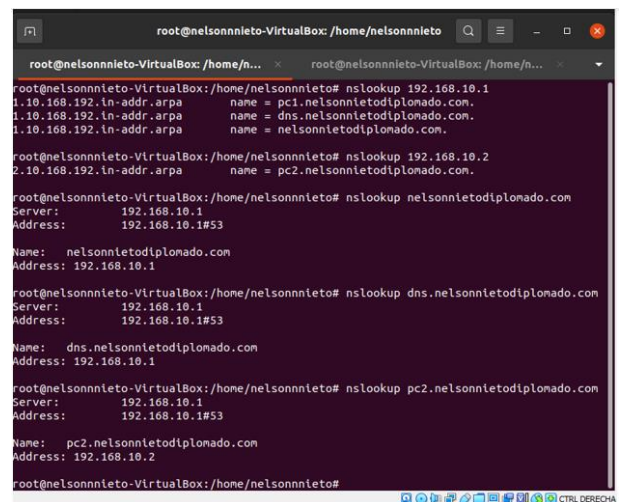 root@nelsonnnieto-VirtualBox: /home/nelsonnnieto
root@nelsonnnieto-VirtualBox: /home/n... × root@nelsonnnieto-VirtualBox: /home/n... ×
root@nelsonnnieto-VirtualBox:/home/nelsonnnieto# nslookup 192.168.10.1
1.10.168.192.in-addr.arpa name = pc1.nelsonnietodiplomado.com.
1.10.168.192.in-addr.arpa name = dns.nelsonnietodiplomado.com.
1.10.168.192.in-addr.arpa name = nelsonnietodiplomado.com.
root@nelsonnnieto-VirtualBox:/home/nelsonnnieto# nslookup 192.168.10.2
2.10.168.192.in-addr.arpa name = pc2.nelsonnietodiplomado.com.
root@nelsonnnieto-VirtualBox:/home/nelsonnnieto# nslookup nelsonnietodiplomado.com
Server: 192.168.10.1
Address: 192.168.10.1#53
Name: nelsonnietodiplomado.com
Address: 192.168.10.1
root@nelsonnnieto-VirtualBox:/home/nelsonnnieto# nslookup dns.nelsonnietodiplomado.com
Server: 192.168.10.1
Address: 192.168.10.1#53
Name: dns.nelsonnietodiplomado.com
Address: 192.168.10.1
root@nelsonnnieto-VirtualBox:/home/nelsonnnieto# nslookup pc2.nelsonnietodiplomado.com
Server: 192.168.10.1
Address: 192.168.10.1#53
Name: pc2.nelsonnietodiplomado.com
Address: 192.168.10.2
root@nelsonnnieto-VirtualBox:/home/nelsonnnieto#
CTRL DERECHA